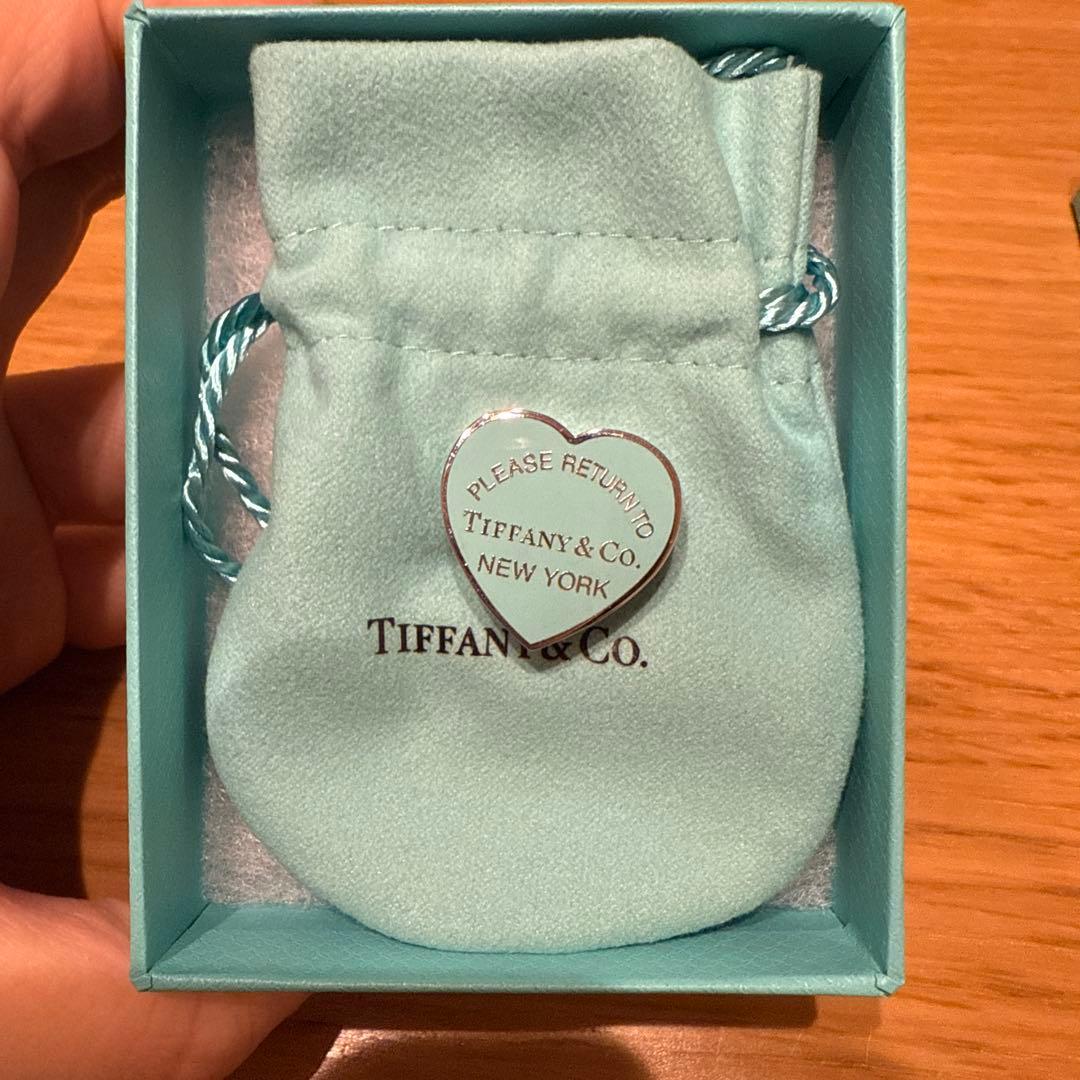 PLEASE RETURN TO
TIFFANY & CO.
NEW YORK
TIFFANY & CO.